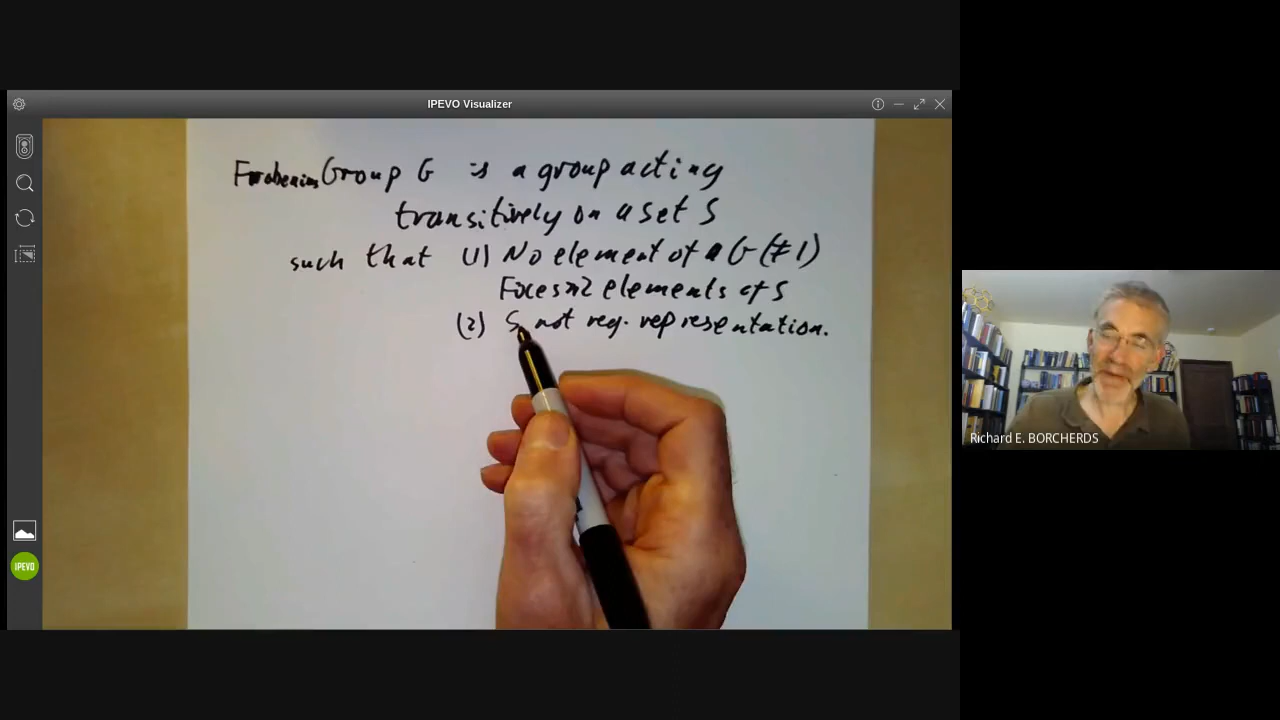 IPEVO Visualizer
Frobenius Group G is a group acting
transitively on a set S
such that (1) No element of G (≠1)
Fixes ≥2 elements of S
(2) S not reg. representation.
IPEVO
Richard E. BORCHERDS